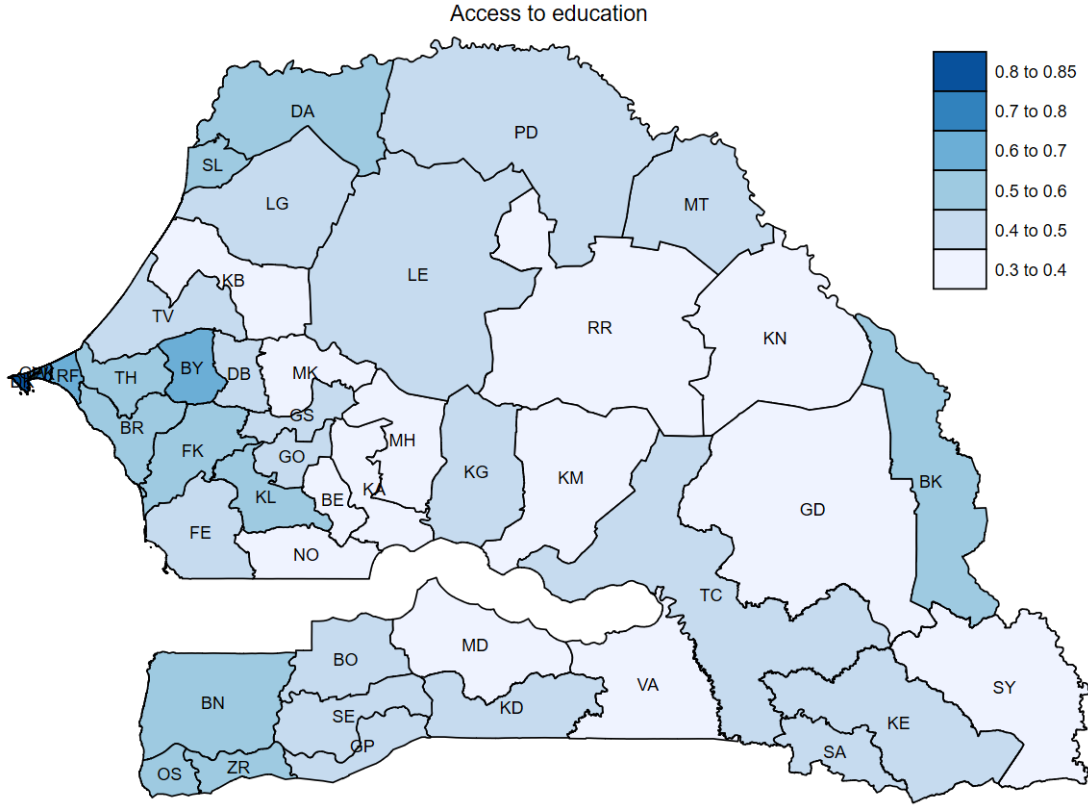 Access to education
0.8 to 0.85
0.7 to 0.8
0.6 to 0.7
0.5 to 0.6
0.4 to 0.5
0.3 to 0.4
DA
PD
SL
LG
MT
LE
KB
TV
RR
KN
RF
TH
BY
DB
MK
GS
BR
FK
GO
MH
KG
KM
KL
BE
KA
BK
GD
FE
NO
TC
MD
BO
VA
SY
BN
SE
KD
KE
GP
SA
OS
ZR